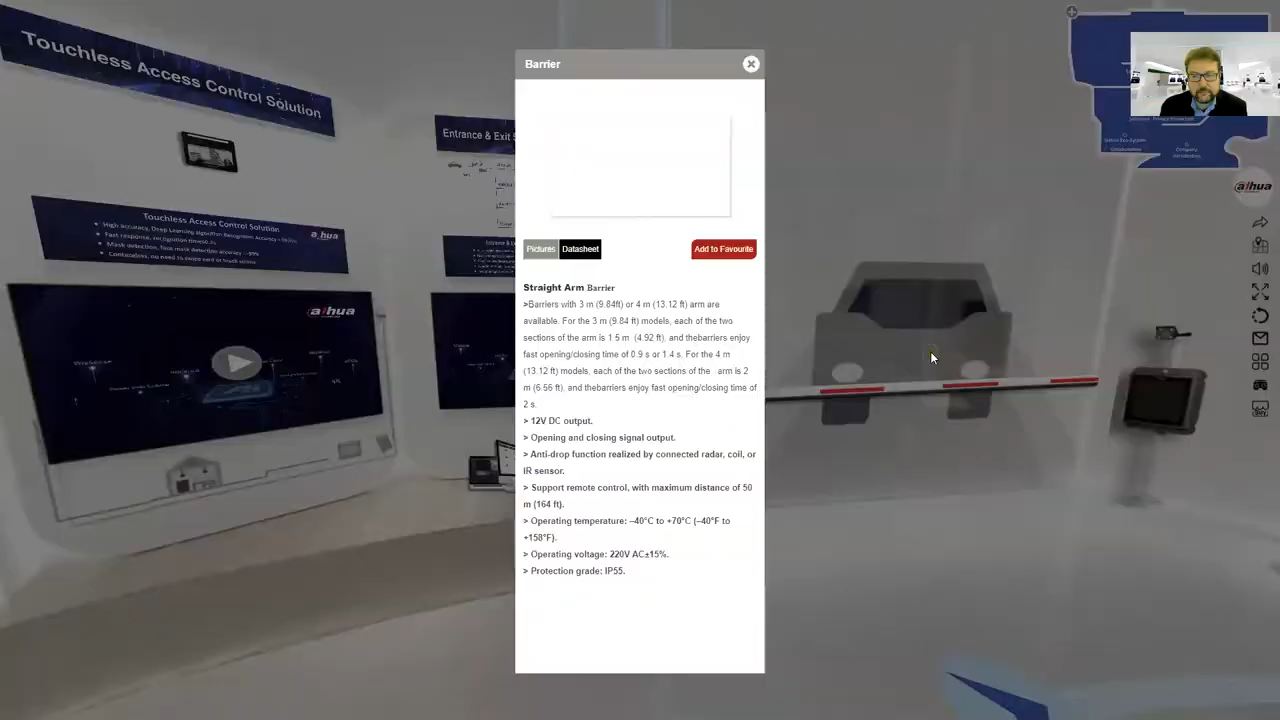 Touchless Access Control Solution
Touchless Access Control Solution
alhua
alhua
Entrance & Exit
Barrier
Pictures
Datasheet
Add to Favourite
Straight Arm Barrier
>Barriers with 3 m (9.84ft) or 4 m (13.12 ft) arm are
available. For the 3 m (9.84 ft) models, each of the two
sections of the arm is 1.5 m (4.92 ft), and thebarriers enjoy
fast opening/closing time of 0.9 s or 1.4 s. For the 4 m
(13.12 ft) models, each of the two sections of the arm is 2
m (6.56 ft), and thebarriers enjoy fast opening/closing time of
2 s.
> 12V DC output.
> Opening and closing signal output.
> Anti-drop function realized by connected radar, coil, or
IR sensor.
> Support remote control, with maximum distance of 50
m (164 ft).
> Operating temperature: –40°C to +70°C (–40°F to
+158°F).
> Operating voltage: 220V AC±15%.
> Protection grade: IP55.
alhua